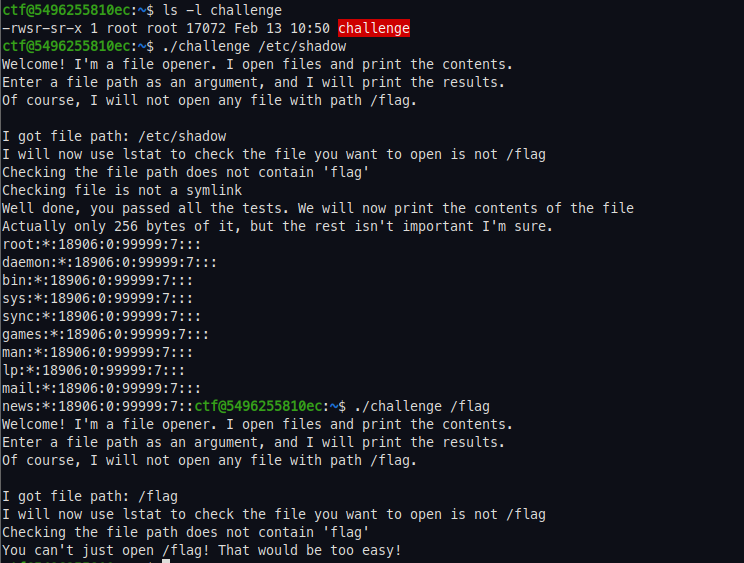 ctf@5496255810ec:~$ ls -l challenge
-rwsr-sr-x 1 root root 17072 Feb 13 10:50 challenge
ctf@5496255810ec:~$ ./challenge /etc/shadow
Welcome! I'm a file opener. I open files and print the contents.
Enter a file path as an argument, and I will print the results.
Of course, I will not open any file with path /flag.

I got file path: /etc/shadow
I will now use lstat to check the file you want to open is not /flag
Checking the file path does not contain 'flag'
Checking file is not a symlink
Well done, you passed all the tests. We will now print the contents of the file
Actually only 256 bytes of it, but the rest isn't important I'm sure.
root:*:18906:0:99999:7:::
daemon:*:18906:0:99999:7:::
bin:*:18906:0:99999:7:::
sys:*:18906:0:99999:7:::
sync:*:18906:0:99999:7:::
games:*:18906:0:99999:7:::
man:*:18906:0:99999:7:::
lp:*:18906:0:99999:7:::
mail:*:18906:0:99999:7:::
news:*:18906:0:99999:7::ctf@5496255810ec:~$ ./challenge /flag
Welcome! I'm a file opener. I open files and print the contents.
Enter a file path as an argument, and I will print the results.
Of course, I will not open any file with path /flag.

I got file path: /flag
I will now use lstat to check the file you want to open is not /flag
Checking the file path does not contain 'flag'
You can't just open /flag! That would be too easy!